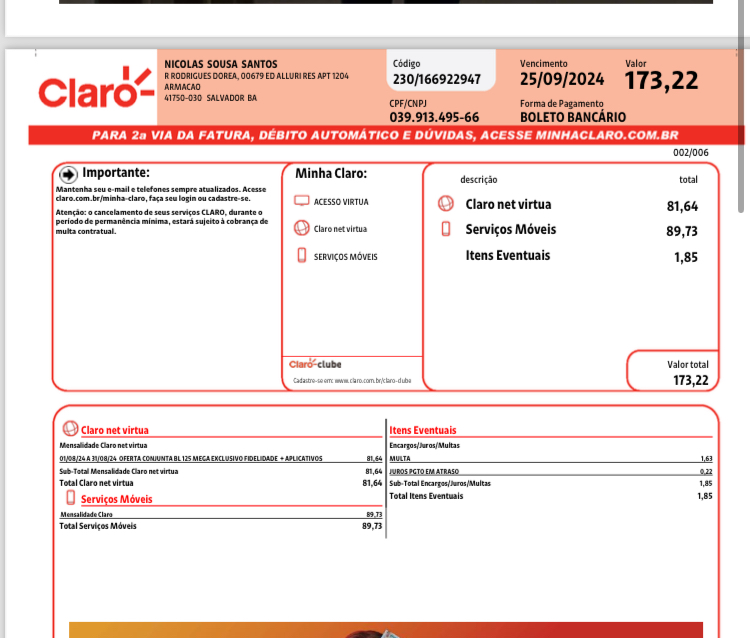 Claro
NICOLAS SOUSA SANTOS
R RODRIGUES DOREA, 00679 ED ALLURI RES APT 1204
ARMACAO
41750-030 SALVADOR BA
Código
230/166922947
CPF/CNPJ
039.913.495-66
Vencimento
25/09/2024
Valor
173,22
Forma de Pagamento
BOLETO BANCÁRIO
PARA 2a VIA DA FATURA, DÉBITO AUTOMÁTICO E DÚVIDAS, ACESSE MINHACLARO.COM.BR
002/006
Importante:
Mantenha seu e-mail e telefones sempre atualizados. Acesse
claro.com.br/minha-claro, faça seu login ou cadastre-se.
Atenção: o cancelamento de seus serviços CLARO, durante o
período de permanência mínima, estará sujeito à cobrança de
multa contratual.
Minha Claro:
ACESSO VIRTUA
Claro net virtua
SERVIÇOS MÓVEIS
Claro-clube
Cadastre-se em: www.claro.com.br/claro-clube
descrição total
Claro net virtua 81,64
Serviços Móveis 89,73
Itens Eventuais 1,85
Valor total
173,22
Claro net virtua
Mensalidade Claro net virtua
01/08/24 A 31/08/24 OFERTA CONJUNTA BL 125 MEGA EXCLUSIVO FIDELIDADE + APLICATIVOS 81,64
Sub-Total Mensalidade Claro net virtua 81,64
Total Claro net virtua 81,64
Serviços Móveis
Mensalidade Claro 89,73
Total Serviços Móveis 89,73
Itens Eventuais
Encargos/Juros/Multas
MULTA 1,63
JUROS PGTO EM ATRASO 0,22
Sub-Total Encargos/Juros/Multas 1,85
Total Itens Eventuais 1,85